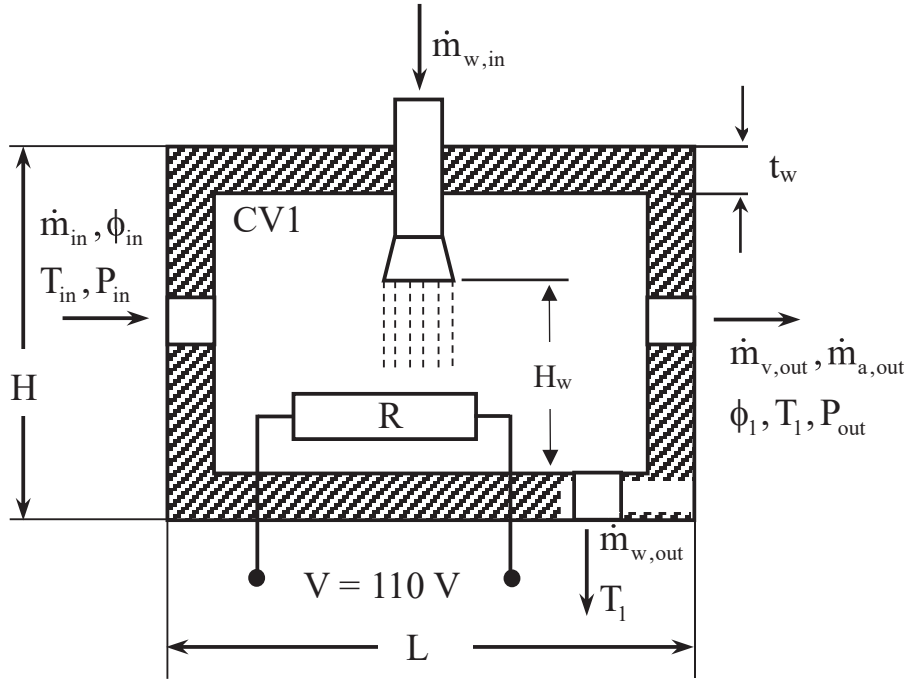 ṁw,in
tw
CV1
ṁin, ϕin
Tin, Pin
H
Hw
R
ṁv,out, ṁa,out
ϕ1, T1, Pout
ṁw,out
V = 110 V
T1
L